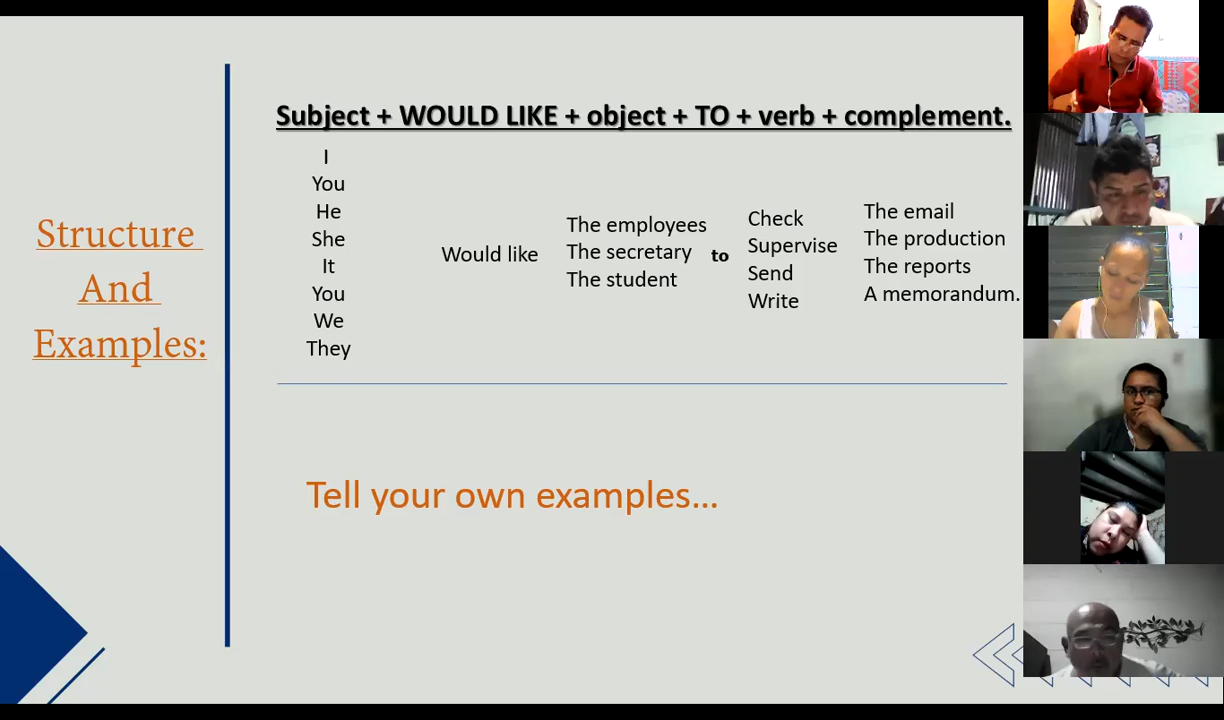 Structure
And
Examples:
Subject + WOULD LIKE + object + TO + verb + complement.
I
You
He
She
It
You
We
They
Would like
The employees
The secretary
The student
to
Check
Supervise
Send
Write
The email
The production
The reports
A memorandum.
Tell your own examples...